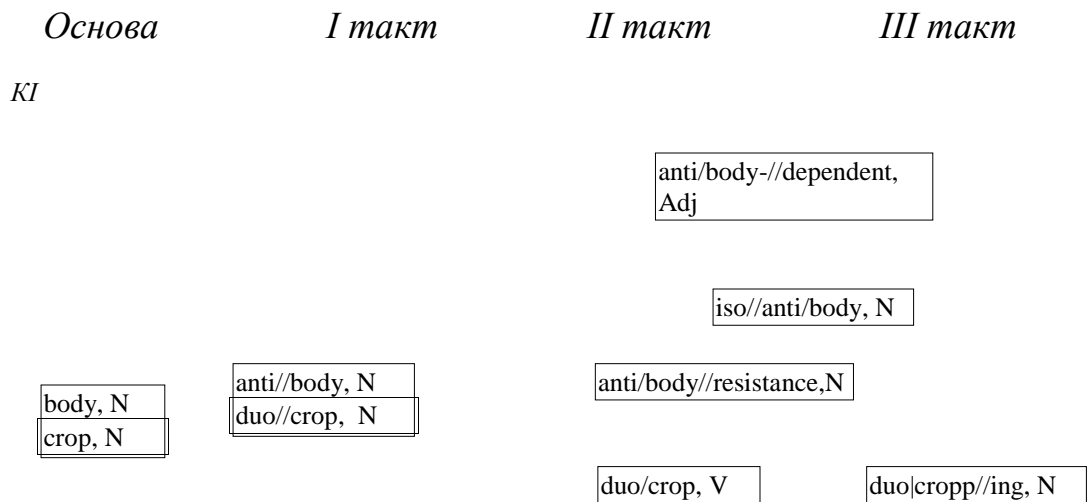 Основа I такт II такт III такт
КІ
anti/body-//dependent,
Adj
iso//anti/body, N
anti//body, N
anti/body//resistance,N
body, N
duo//crop, N
crop, N
duo/crop, V
duo|cropp//ing, N